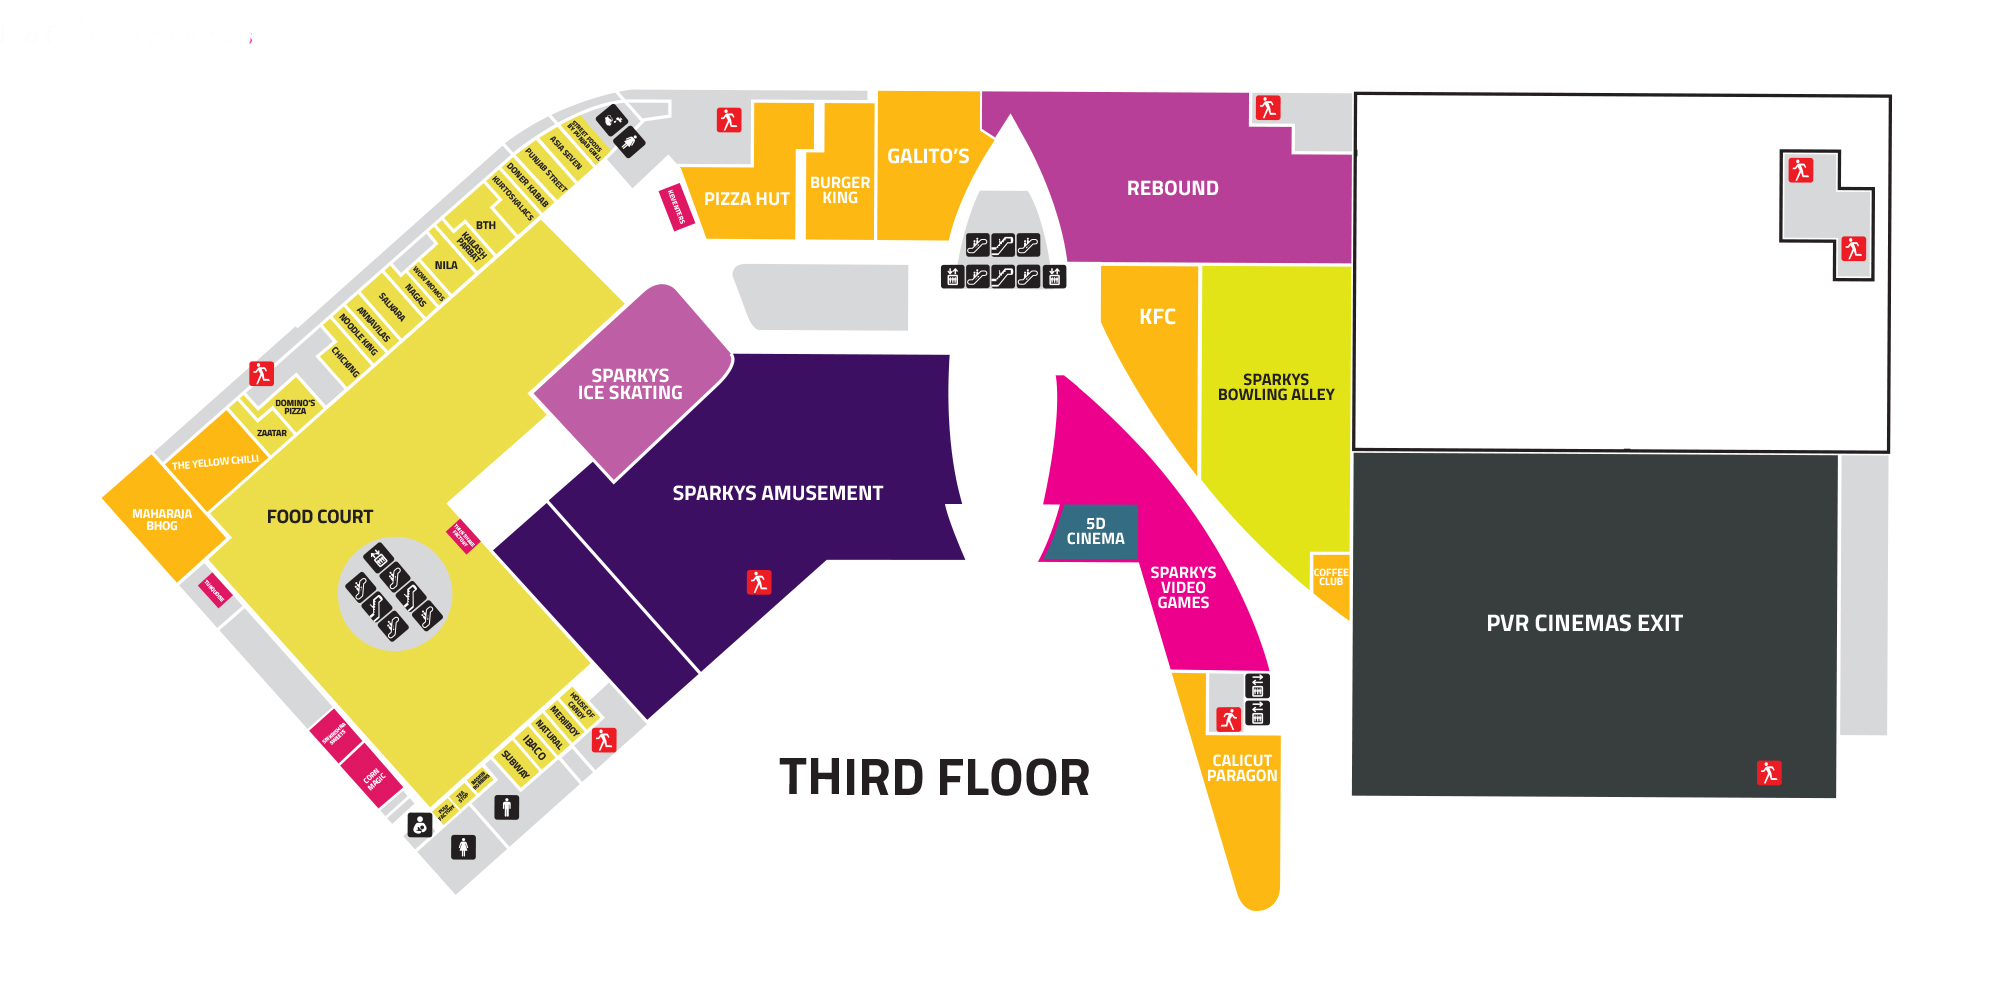 STREET FOODS
BY PUNJAB GRILL
ASIA SEVEN
PUNJAB STREET
DONER KABAB
KURTOSKALACS
BTH
KAILASH
PARBAT
NILA
WOW MOMOS
NAGAS
SALKARA
ANNAVILAS
NOODLE KING
CHICKING
DOMINO'S
PIZZA
ZAATAR
THE YELLOW CHILLI
MAHARAJA
BHOG
FOOD COURT
KEVENTERS
PIZZA HUT
BURGER
KING
GALITO'S
REBOUND
KFC
SPARKYS
BOWLING ALLEY
SPARKYS
ICE SKATING
SPARKYS AMUSEMENT
5D
CINEMA
SPARKYS
VIDEO
GAMES
COFFEE
CLUB
PVR CINEMAS EXIT
CALICUT
PARAGON
HOUSE OF
CANDY
MERIIBOY
NATURAL
IBACO
SUBWAY
CORN
MAGIC
THIRD FLOOR